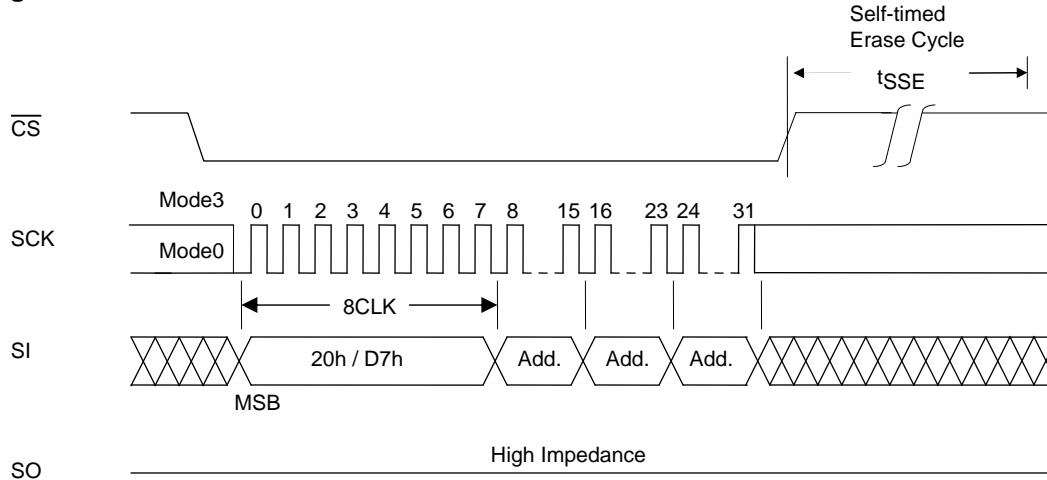 Self-timed
Erase Cycle
tSSE
CS
Mode3
0 1 2 3 4 5 6 7 8 15 16 23 24 31
SCK
Mode0
8CLK
SI
20h / D7h Add. Add. Add.
MSB
High Impedance
SO